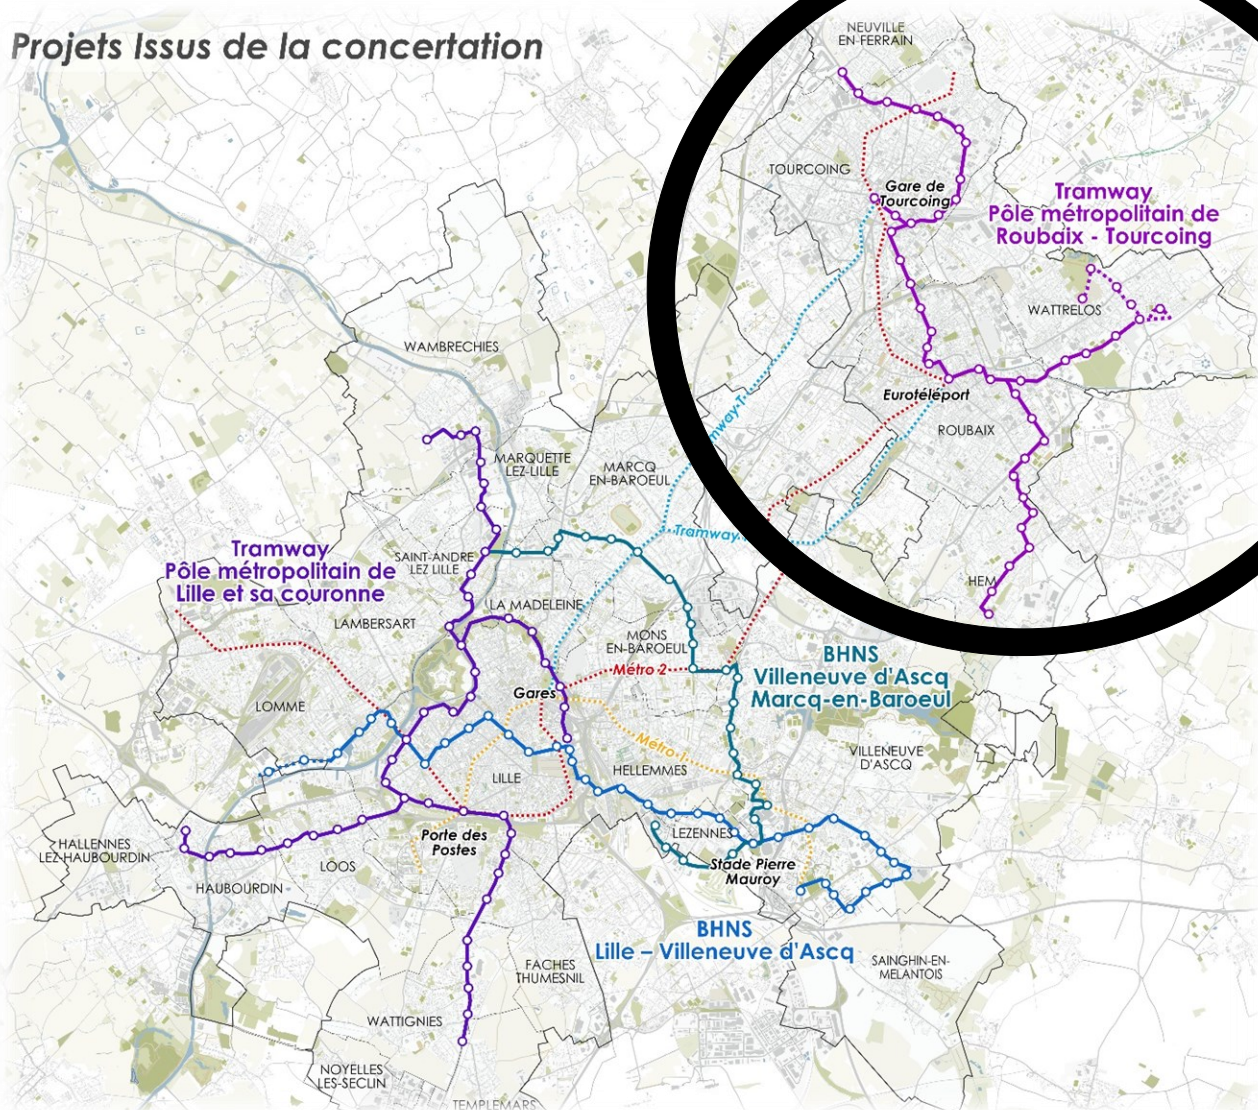 Projets Issus de la concertation
NEUVILLE
EN-FERRAIN
TOURCOING
Gare de
Tourcoing
Tramway
Pôle métropolitain de
Roubaix - Tourcoing
WATTRELOS
WAMBRECHIES
Eurotéléport
ROUBAIX
MARQUETTE
LEZ-LILLE
MARCQ
EN-BAROEUL
Tramway
Tramway
Pôle métropolitain de
Lille et sa couronne
SAINT-ANDRE
LEZ LILLE
HEM
LA MADELEINE
LAMBERSART
MONS
EN-BAROEUL
Métro 2
BHNS
Villeneuve d'Ascq
Marcq-en-Baroeul
Gares
LOMME
Métro 1
VILLENEUVE
D'ASCQ
LILLE
HELLEMMES
HALLENNES
LEZ-HAUBOURDIN
Porte des
Postes
LEZENNES
LOOS
Stade Pierre
Mauroy
HAUBOURDIN
BHNS
Lille – Villeneuve d'Ascq
FACHES
THUMESNIL
SAINGHIN-EN-
MELANTOIS
WATTIGNIES
NOYELLES
LES-SECLIN
TEMPLEMARS